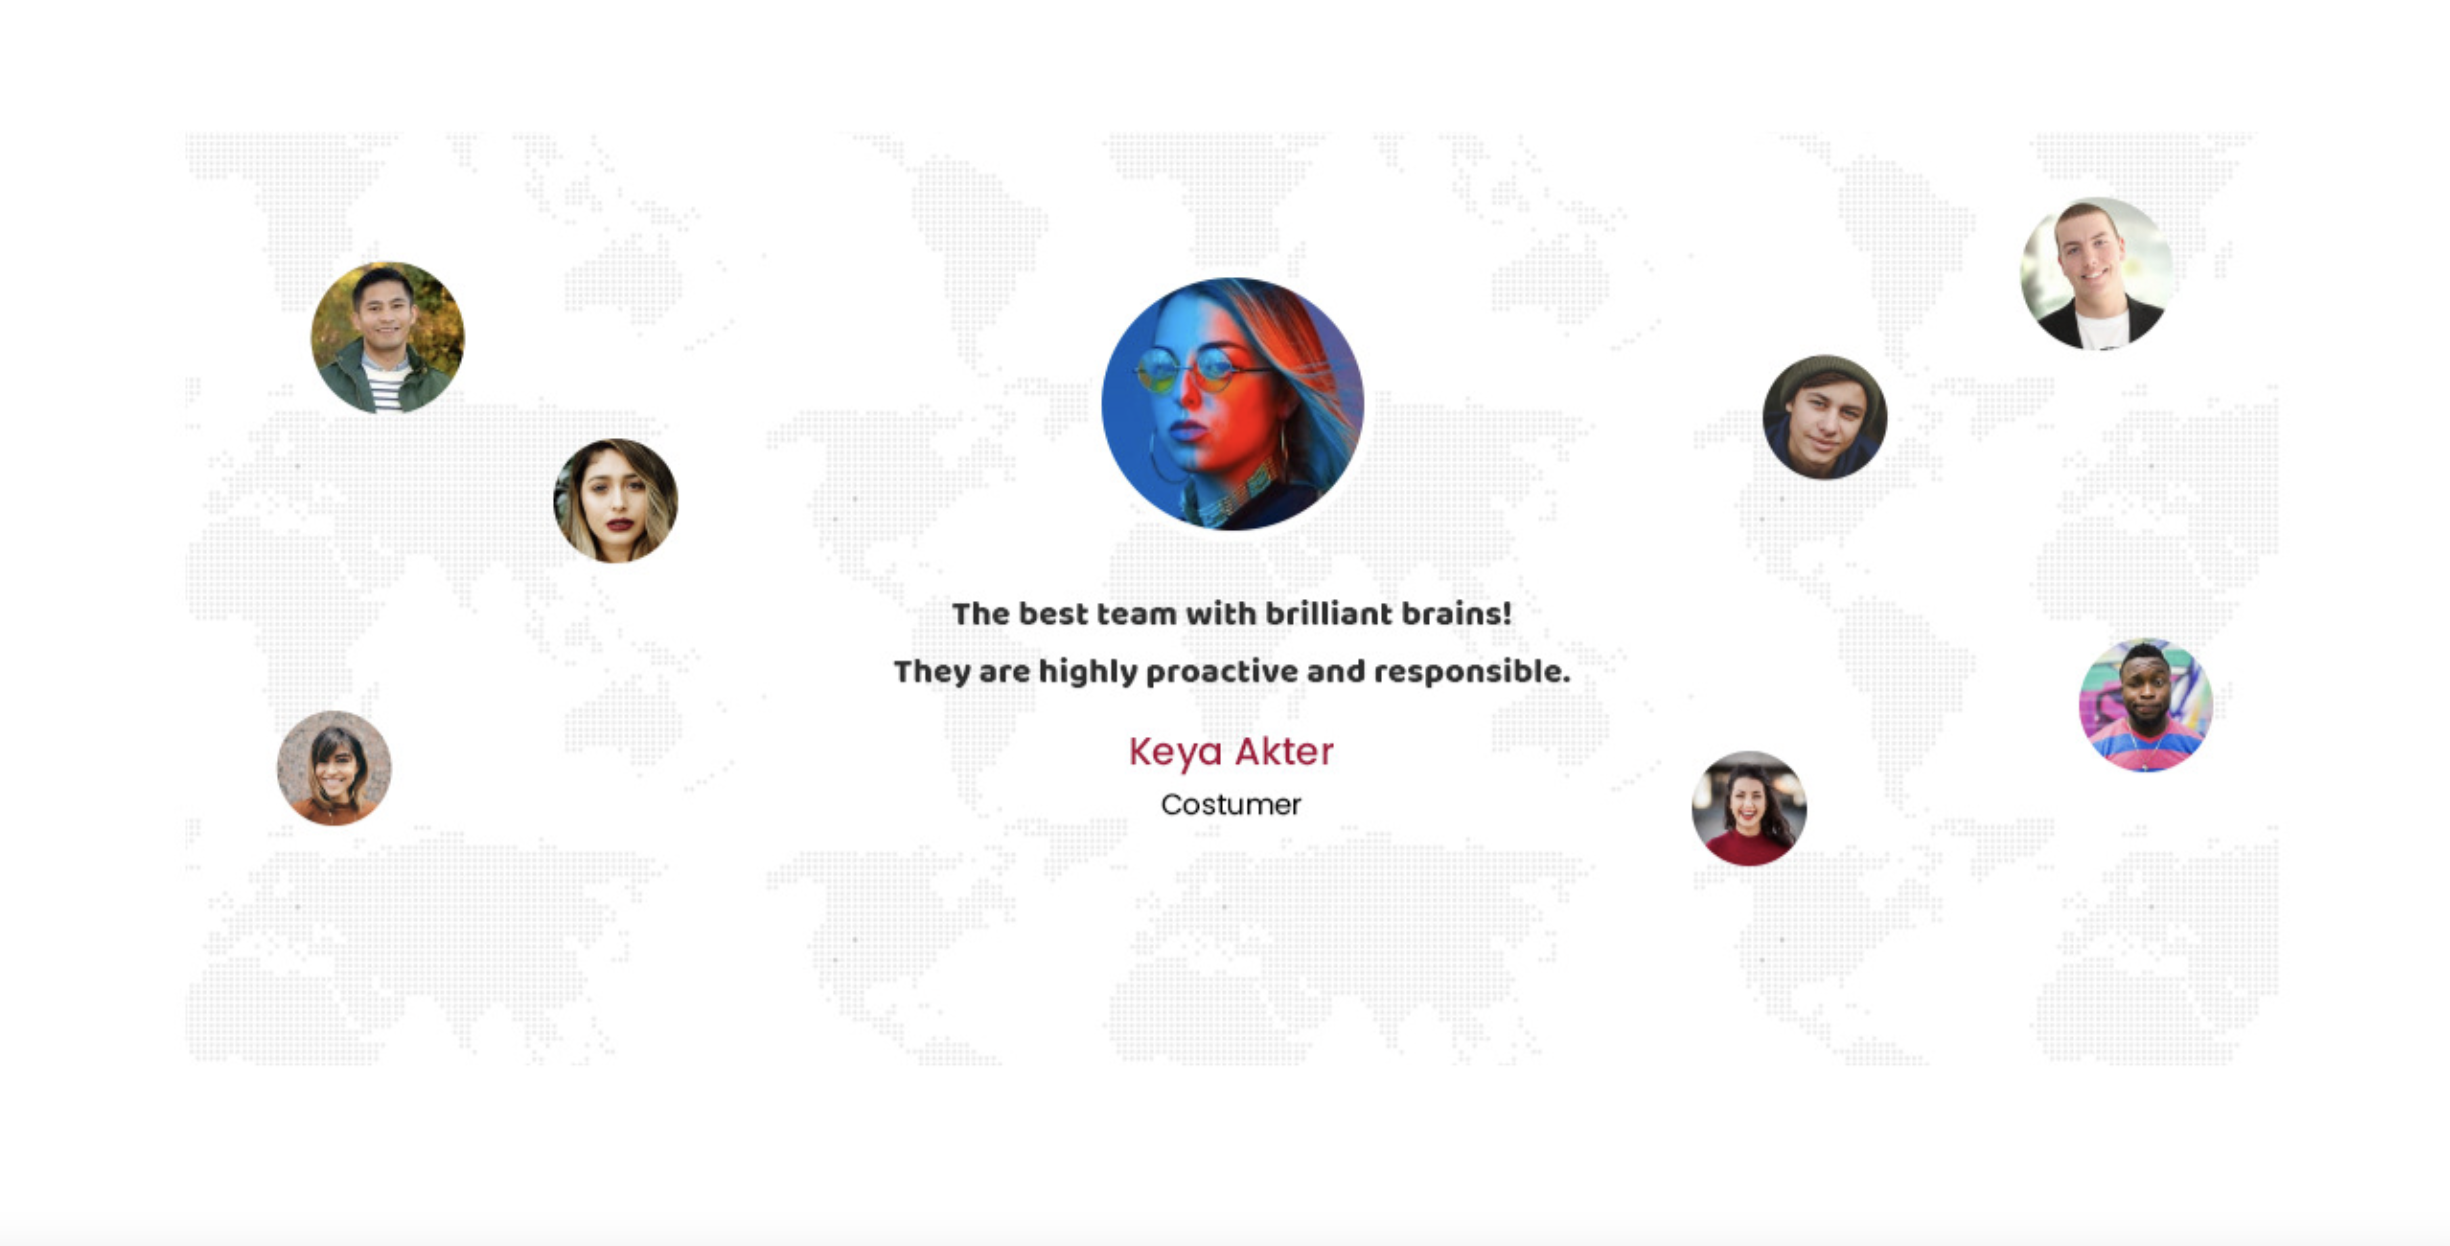 The best team with brilliant brains!
They are highly proactive and responsible.
Keya Akter
Costumer